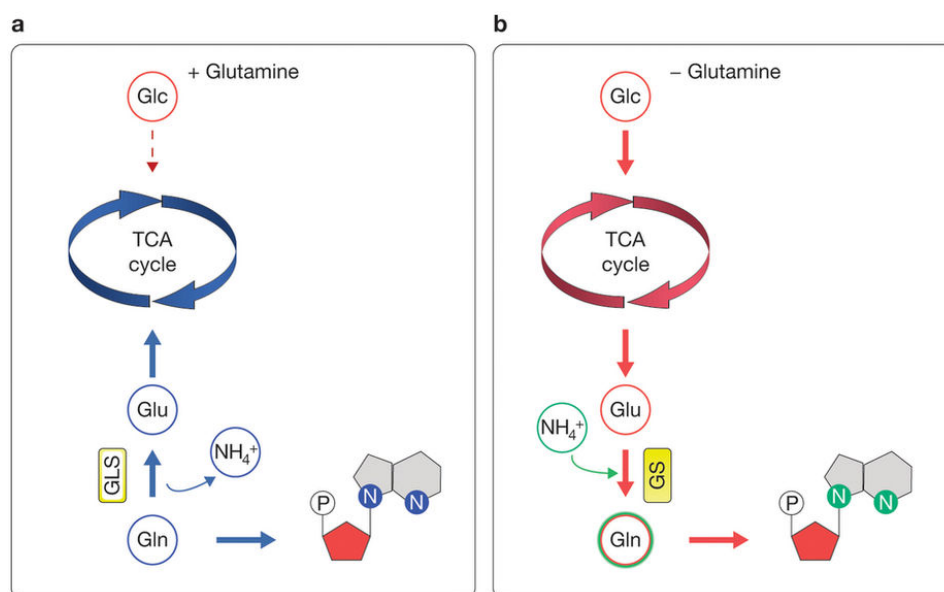 a
+ Glutamine
Glc
TCA
cycle
Glu
NH₄⁺
GLS
Gln
P
N
N
b
− Glutamine
Glc
TCA
cycle
Glu
NH₄⁺
GS
Gln
P
N
N